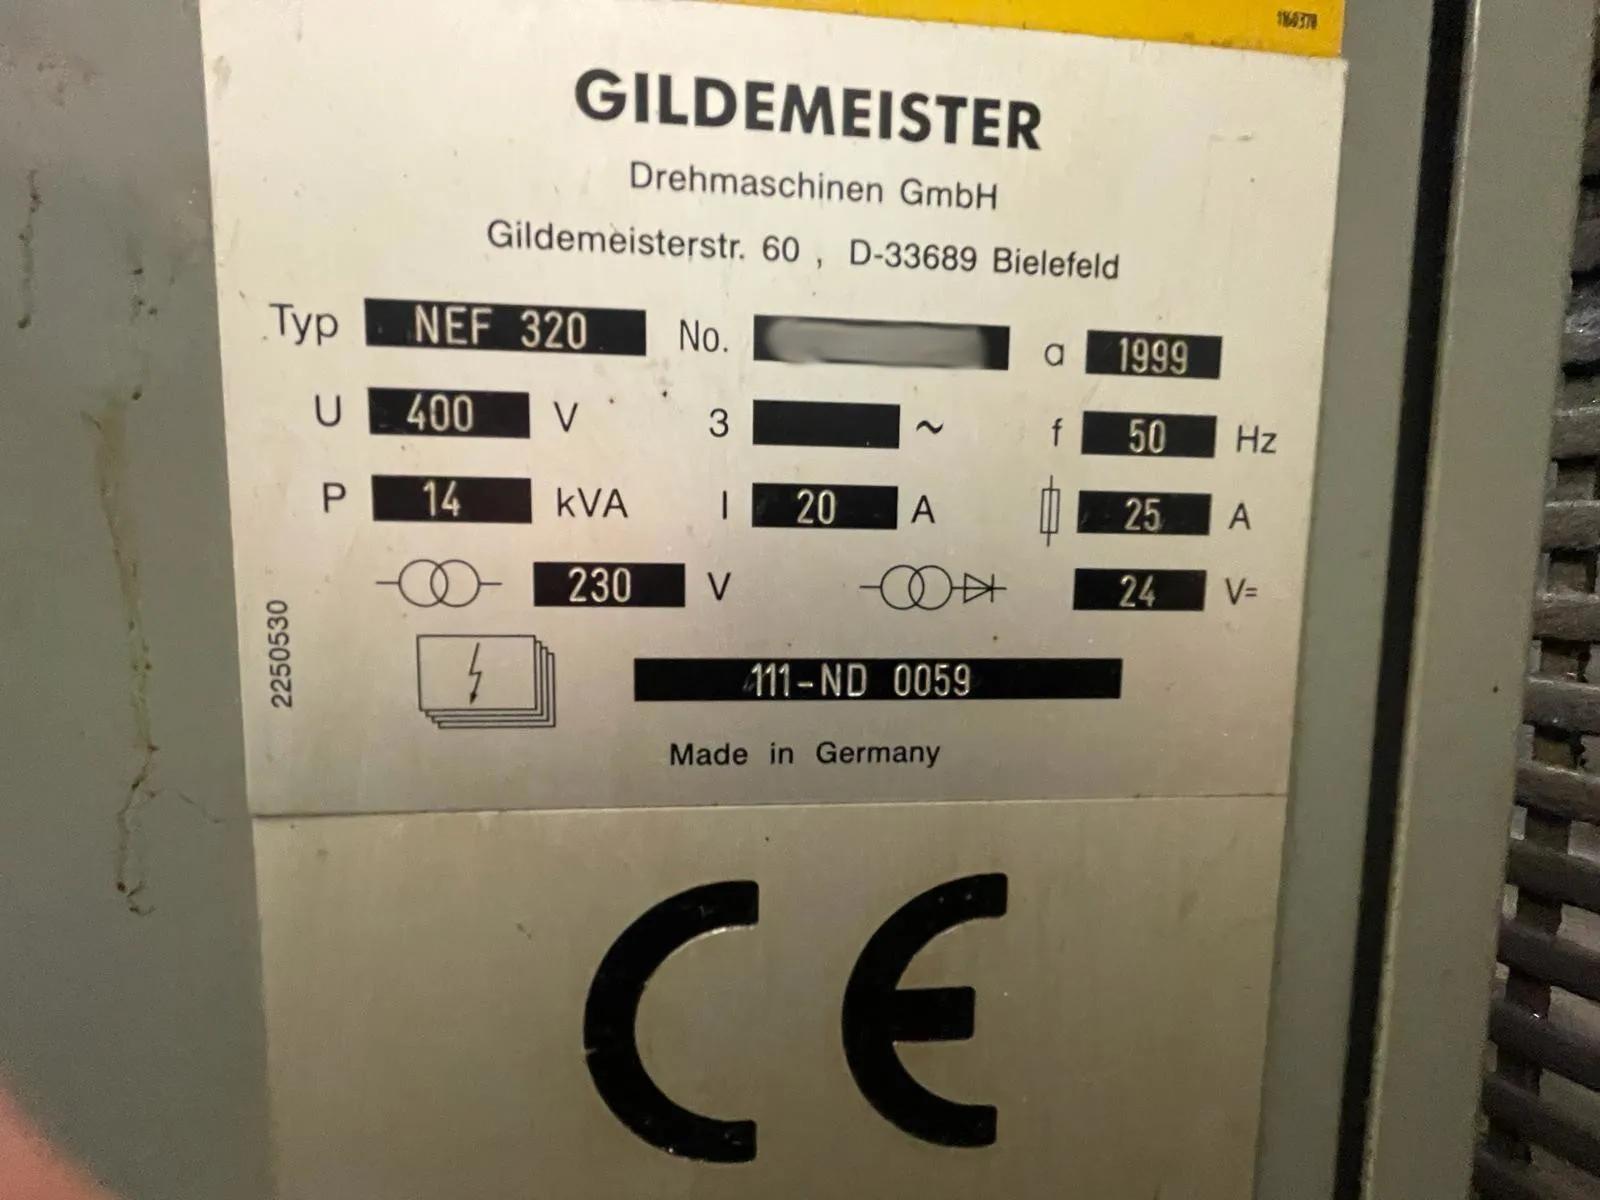 1160378
GILDEMEISTER
Drehmaschinen GmbH
Gildemeisterstr. 60 , D-33689 Bielefeld
Typ NEF 320 No. a 1999
U 400 V 3 ~ f 50 Hz
P 14 kVA I 20 A 25 A
230 V 24 V=
111-ND 0059
2250530
Made in Germany
CE